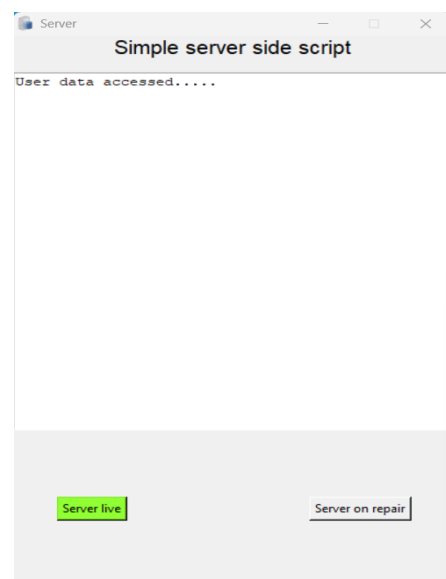 Server
Simple server side script
User data accessed.....
Server live
Server on repair